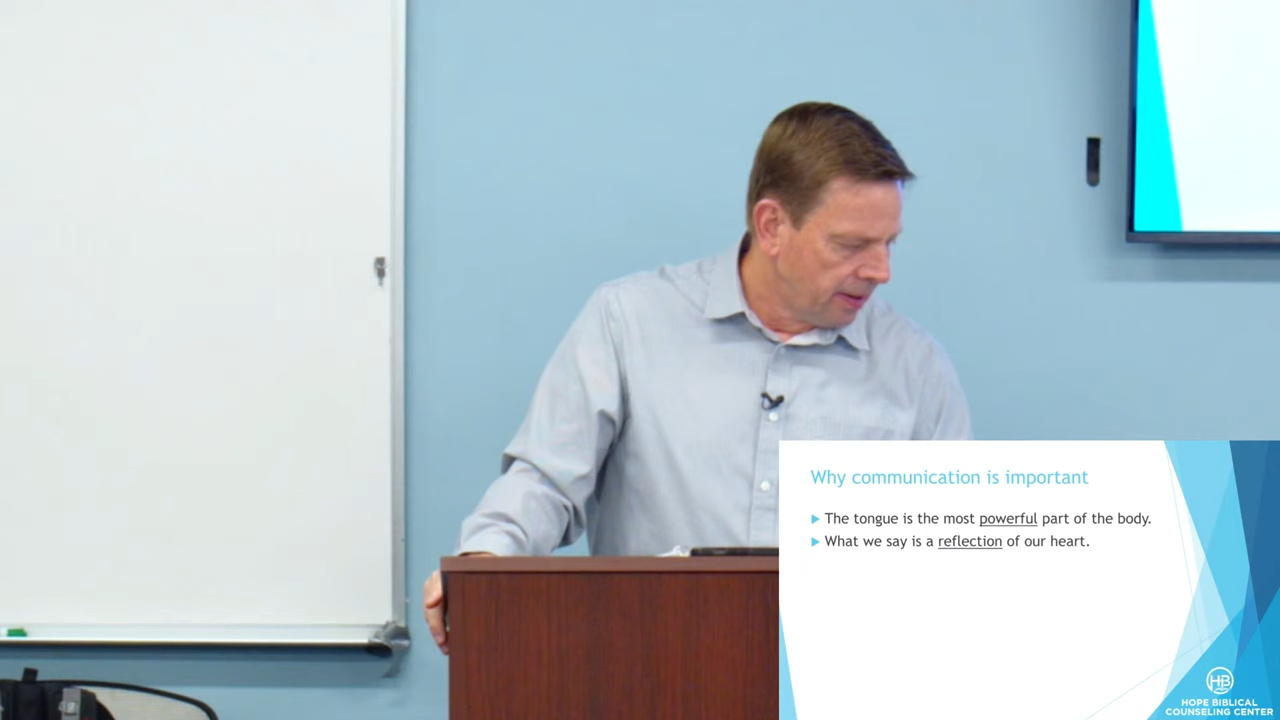 Why communication is important
The tongue is the most powerful part of the body.
What we say is a reflection of our heart.
HB
HOPE BIBLICAL
COUNSELING CENTER